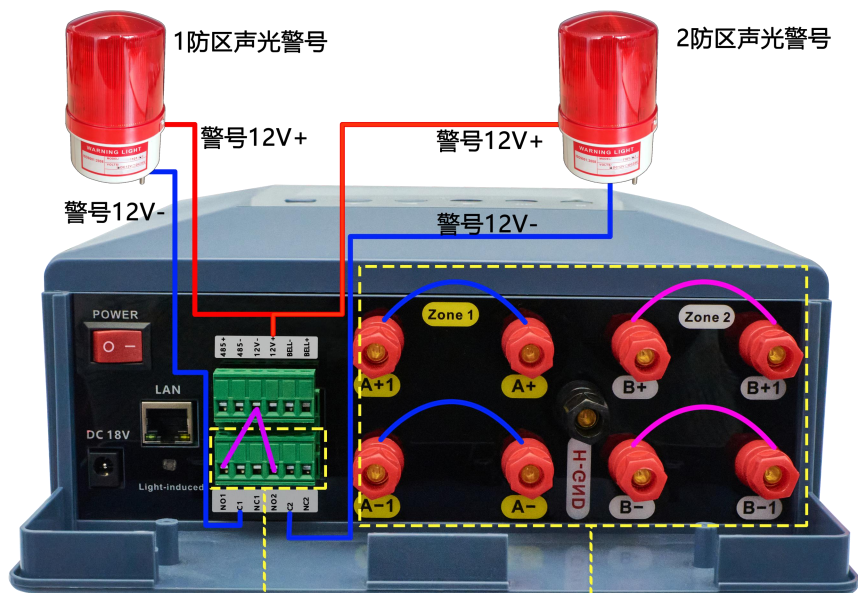 1防区声光警号
2防区声光警号
WARNING LIGHT
WARNING LIGHT
警号12V+
警号12V+
警号12V-
警号12V-
POWER
485+
485-
12V-
12V+
BELL-
BELL+
Zone 1
Zone 2
A+1
A+
B+
B+1
LAN
DC 18V
Light-induced
H-GND
NO1
C1
NC1
NO2
C2
NC2
A-1
A-
B-
B-1